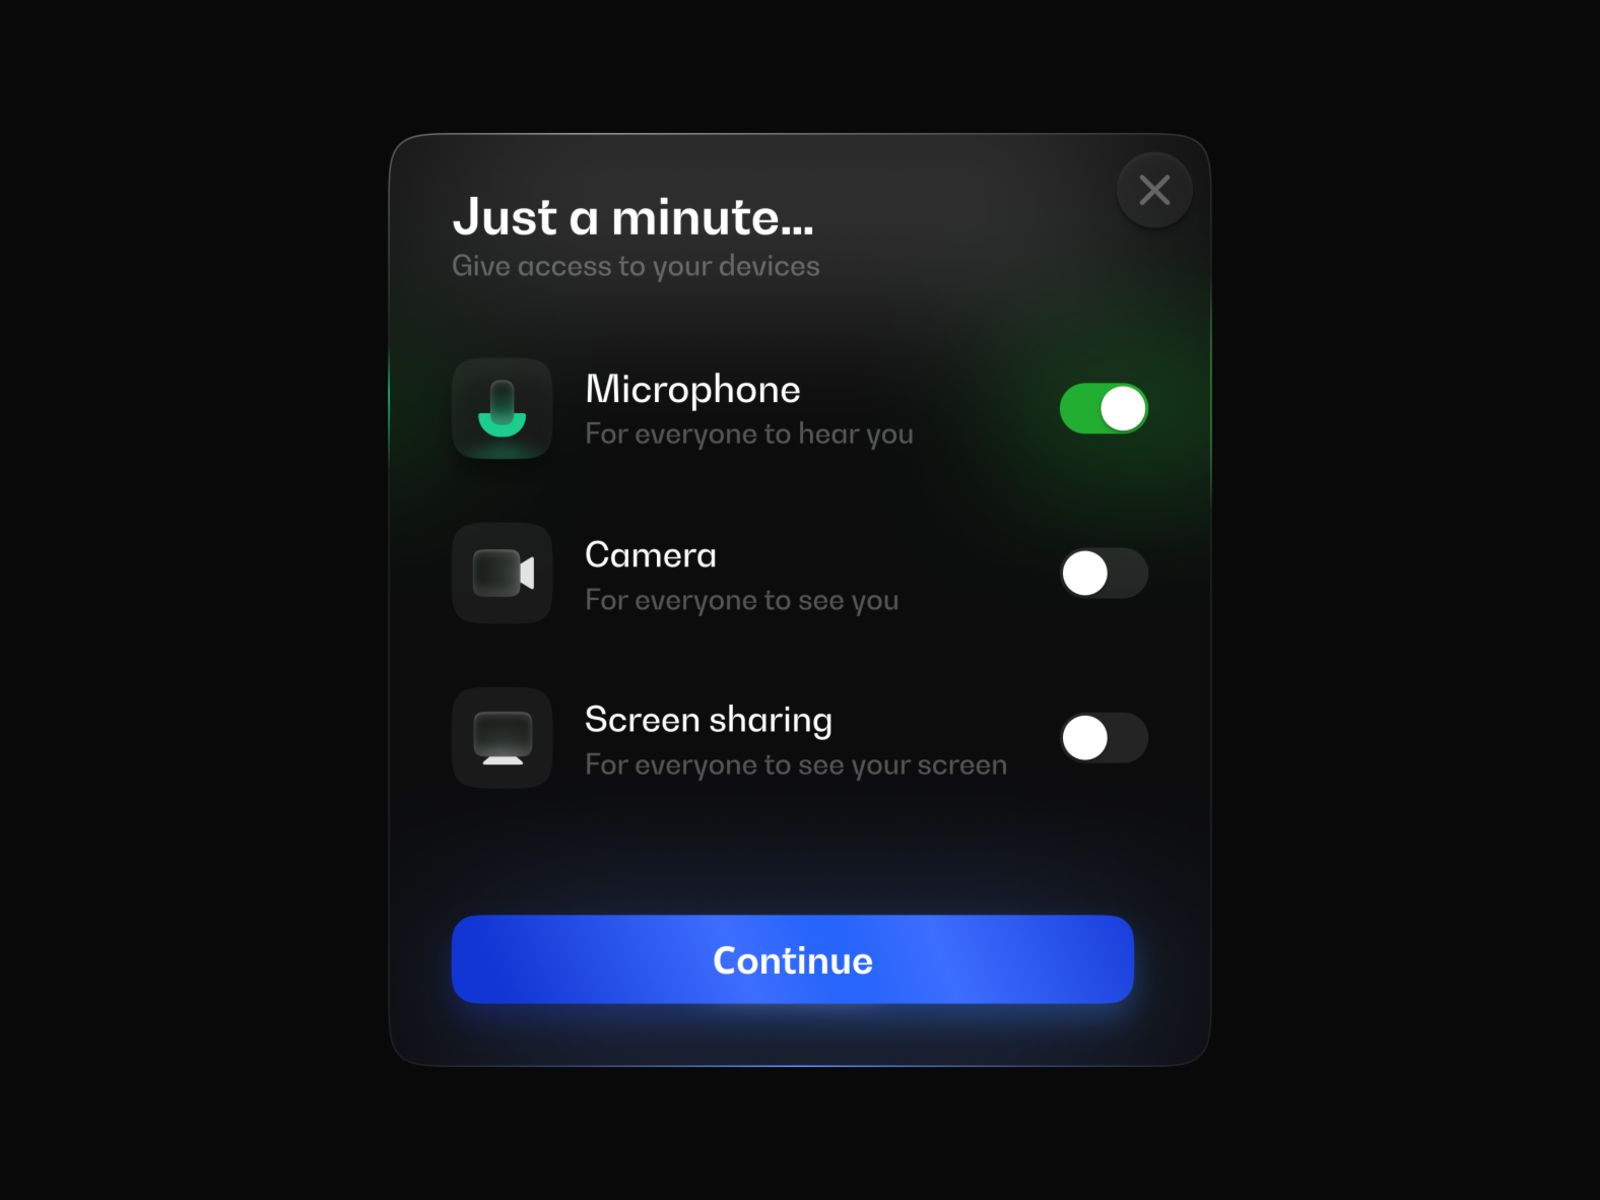 Just a minute...
Give access to your devices
Microphone
For everyone to hear you
Camera
For everyone to see you
Screen sharing
For everyone to see your screen
Continue